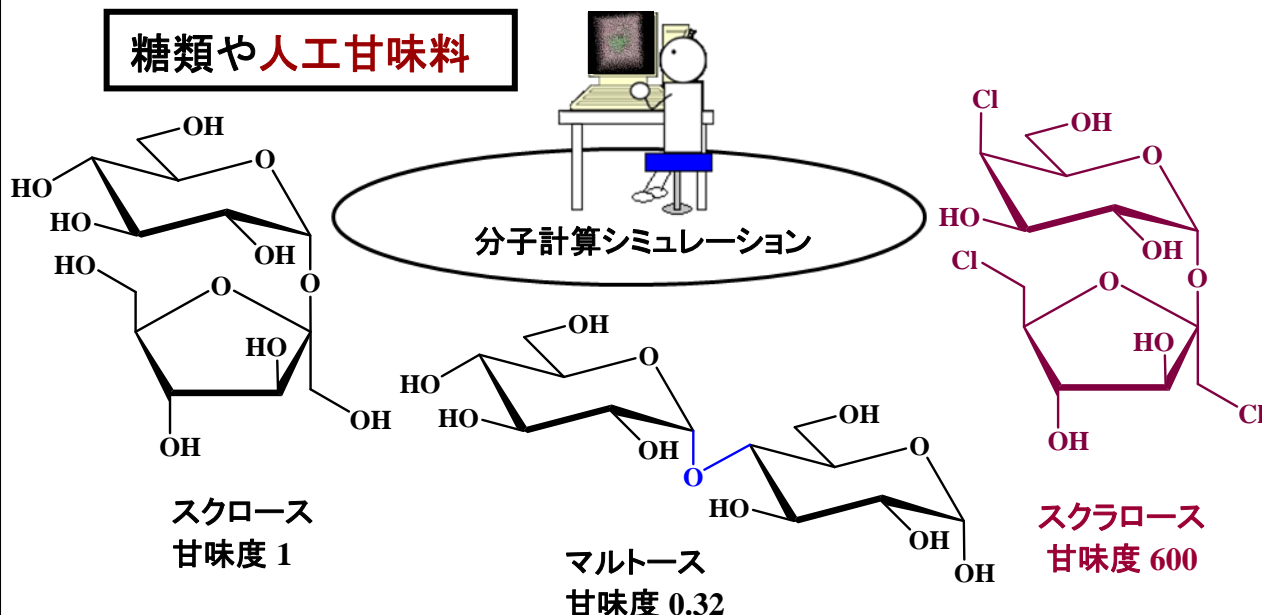 糖類や人工甘味料
OH
O
HO
HO
OH
HO
O
O
HO
OH
OH
スクロース
甘味度 1
分子計算シミュレーション
OH
O
HO
HO
OH
O
OH
O
HO
OH
OH
マルトース
甘味度 0.32
Cl
OH
O
HO
OH
Cl
O
O
HO
OH
Cl
スクラロース
甘味度 600